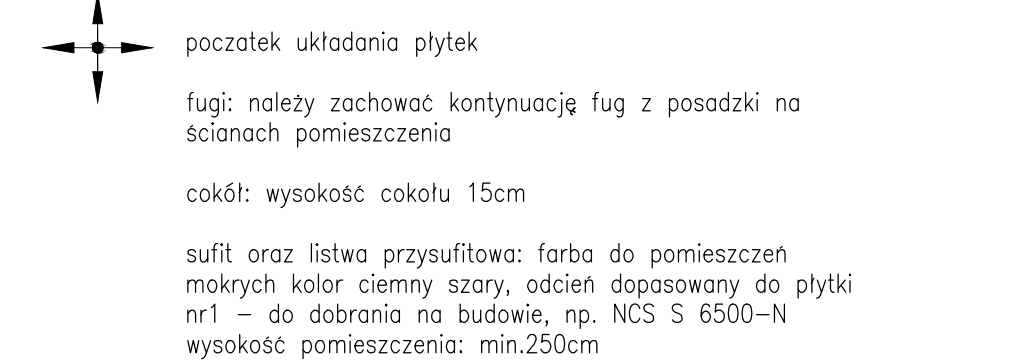 poczatek układania płytek
fugi: należy zachować kontynuację fug z posadzki na
ścianach pomieszczenia
cokół: wysokość cokołu 15cm
sufit oraz listwa przysufitowa: farba do pomieszczeń
mokrych kolor ciemny szary, odcień dopasowany do płytki
nr1 – do dobrania na budowie, np. NCS S 6500–N
wysokość pomieszczenia: min.250cm